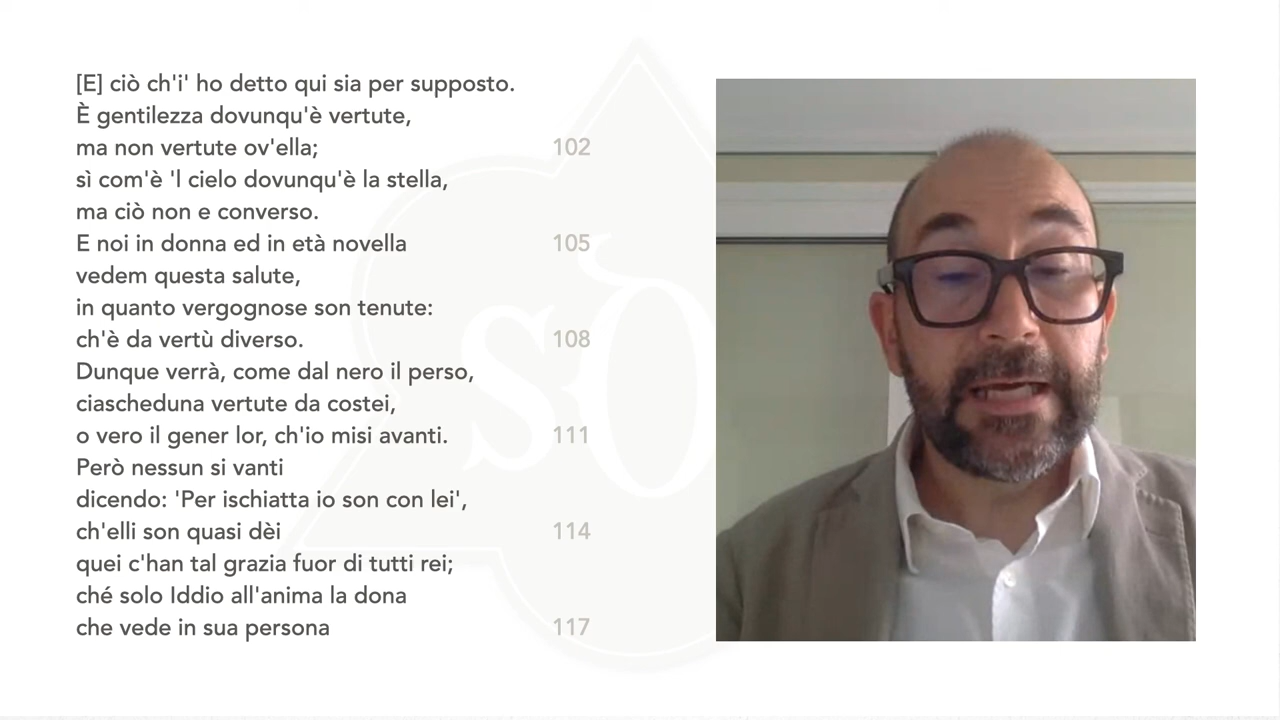 [E] ciò ch'i' ho detto qui sia per supposto.
È gentilezza dovunqu'è vertute,
ma non vertute ov'ella; 102
sì com'è 'l cielo dovunqu'è la stella,
ma ciò non e converso.
E noi in donna ed in età novella 105
vedem questa salute,
in quanto vergognose son tenute:
ch'è da vertù diverso. 108
Dunque verrà, come dal nero il perso,
ciascheduna vertute da costei,
o vero il gener lor, ch'io misi avanti. 111
Però nessun si vanti
dicendo: 'Per ischiatta io son con lei',
ch'elli son quasi dèi 114
quei c'han tal grazia fuor di tutti rei;
ché solo Iddio all'anima la dona
che vede in sua persona 117
sÒ